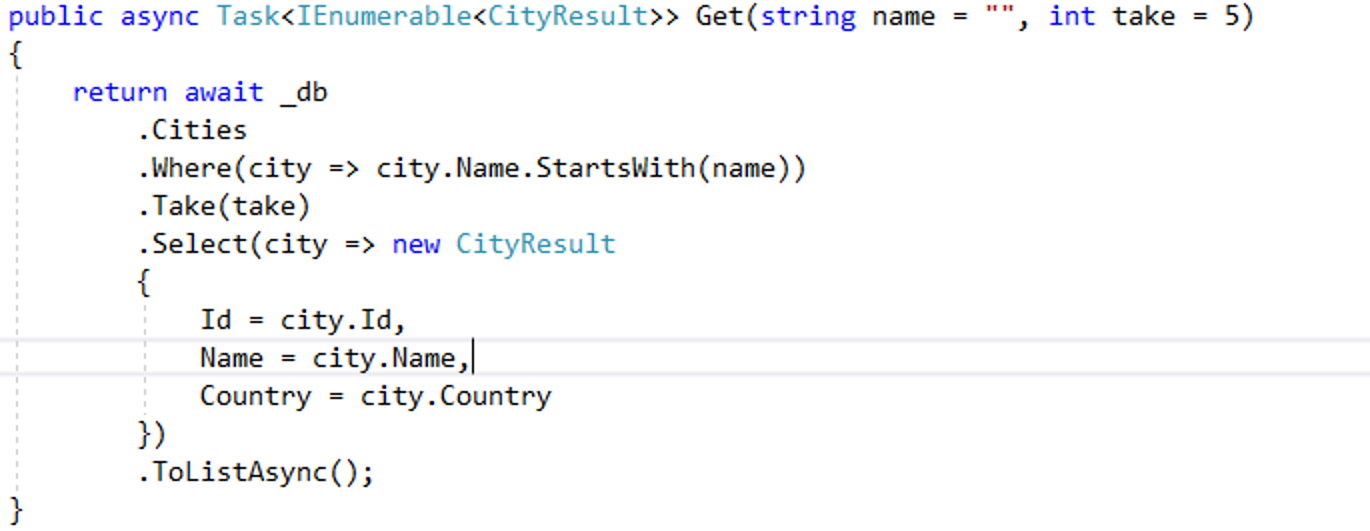 public async Task<IEnumerable<CityResult>> Get(string name = "", int take = 5)
{
    return await _db
        .Cities
        .Where(city => city.Name.StartsWith(name))
        .Take(take)
        .Select(city => new CityResult
        {
            Id = city.Id,
            Name = city.Name,
            Country = city.Country
        })
        .ToListAsync();
}